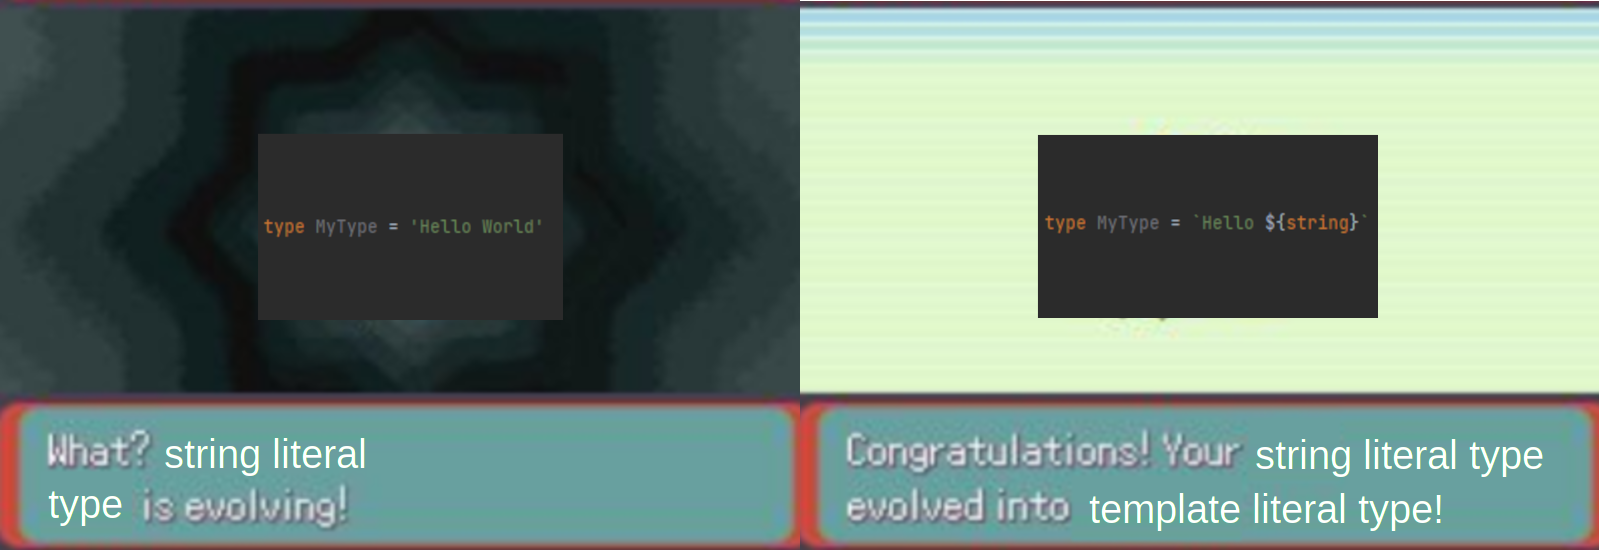 type MyType = 'Hello World'
What? string literal
type is evolving!
type MyType = `Hello ${string}`
Congratulations! Your string literal type
evolved into template literal type!